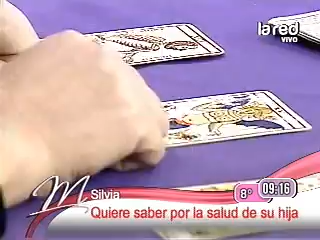 la red
VIVO
M
Silvia
8° 09:16
Quiere saber por la salud de su hija